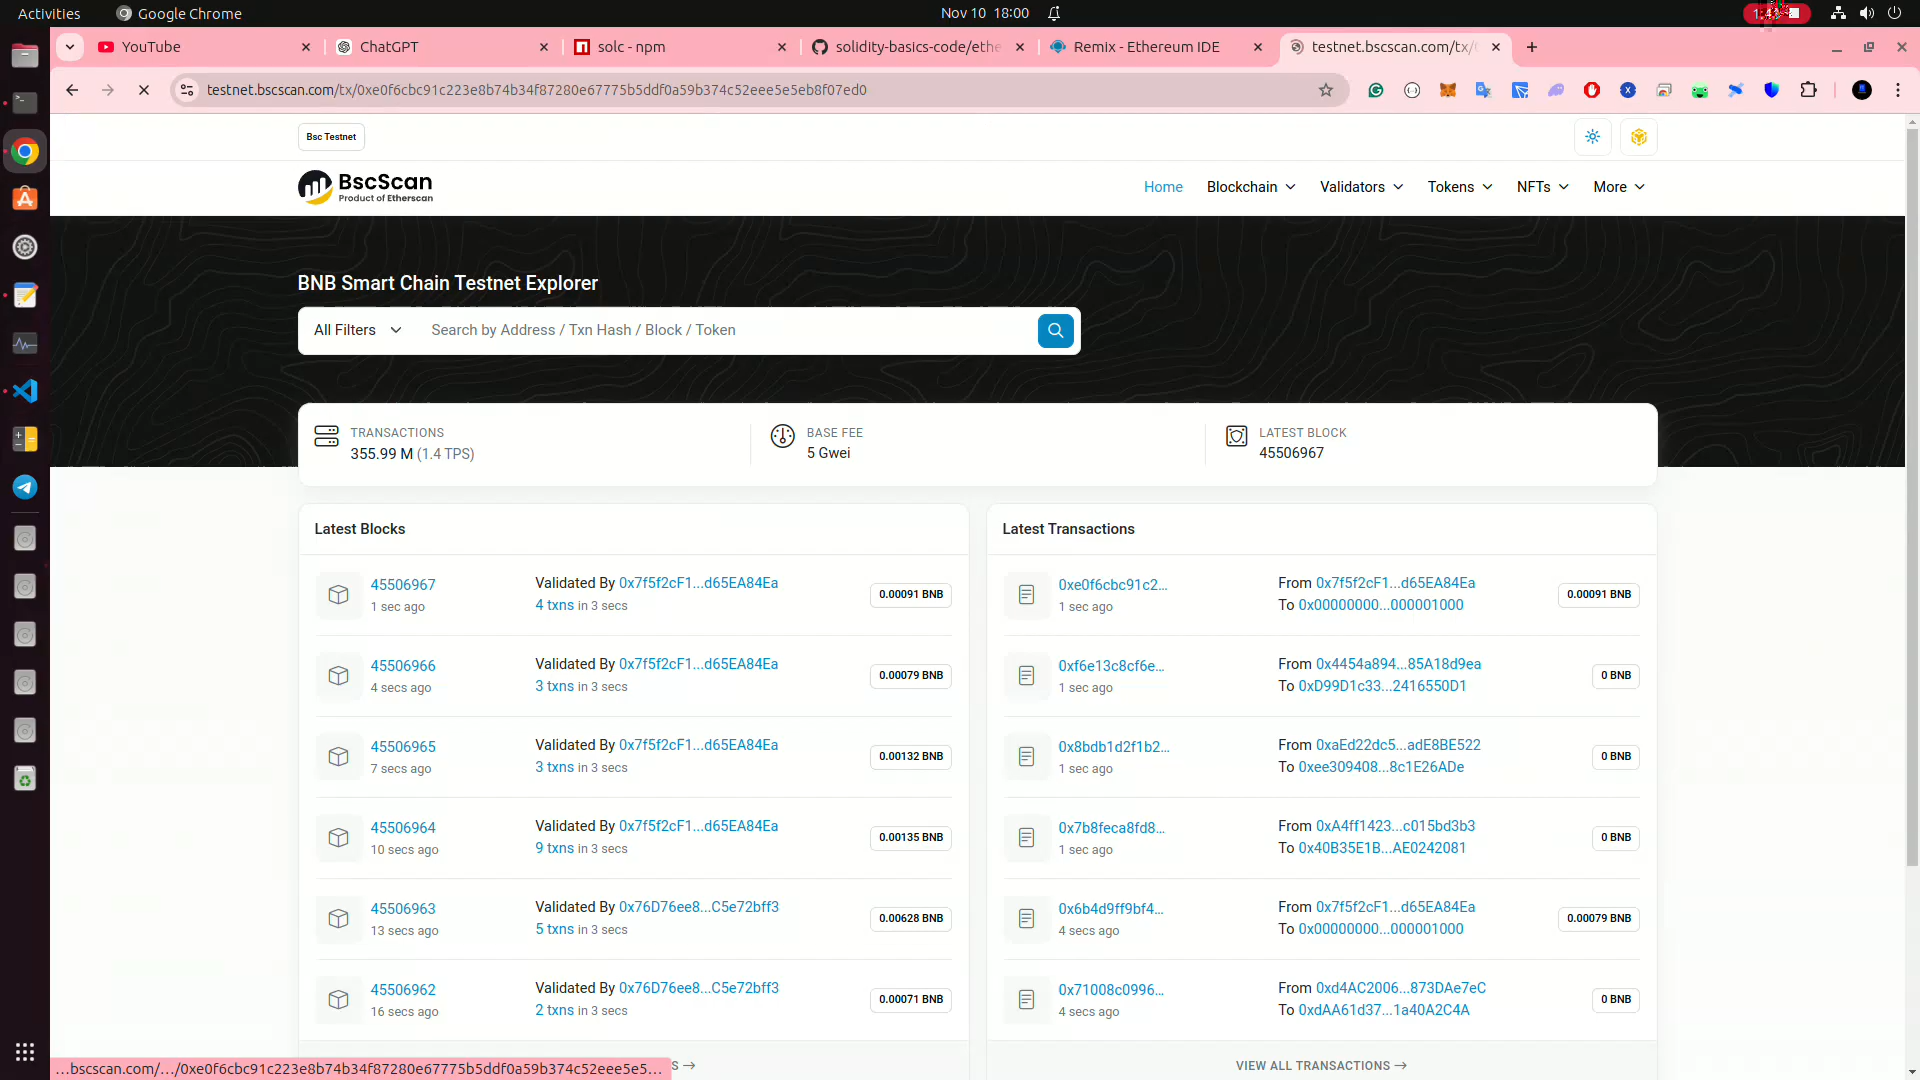 Activities
Google Chrome
Nov 10 18:00
YouTube
ChatGPT
solc - npm
solidity-basics-code/ethe
Remix - Ethereum IDE
testnet.bscscan.com/tx/
testnet.bscscan.com/tx/0xe0f6cbc91c223e8b74b34f87280e67775b5ddf0a59b374c52eee5e5eb8f07ed0
Bsc Testnet
BscScan
Product of Etherscan
Home
Blockchain
Validators
Tokens
NFTs
More
BNB Smart Chain Testnet Explorer
All Filters
Search by Address / Txn Hash / Block / Token
TRANSACTIONS
355.99 M (1.4 TPS)
BASE FEE
5 Gwei
LATEST BLOCK
45506967
Latest Blocks
45506967
1 sec ago
Validated By 0x7f5f2cF1...d65EA84Ea
4 txns in 3 secs
0.00091 BNB
45506966
4 secs ago
Validated By 0x7f5f2cF1...d65EA84Ea
3 txns in 3 secs
0.00079 BNB
45506965
7 secs ago
Validated By 0x7f5f2cF1...d65EA84Ea
3 txns in 3 secs
0.00132 BNB
45506964
10 secs ago
Validated By 0x7f5f2cF1...d65EA84Ea
9 txns in 3 secs
0.00135 BNB
45506963
13 secs ago
Validated By 0x76D76ee8...C5e72bff3
5 txns in 3 secs
0.00628 BNB
45506962
16 secs ago
Validated By 0x76D76ee8...C5e72bff3
2 txns in 3 secs
0.00071 BNB
Latest Transactions
0xe0f6cbc91c2...
1 sec ago
From 0x7f5f2cF1...d65EA84Ea
To 0x00000000...000001000
0.00091 BNB
0xf6e13c8cf6e...
1 sec ago
From 0x4454a894...85A18d9ea
To 0xD99D1c33...2416550D1
0 BNB
0x8bdb1d2f1b2...
1 sec ago
From 0xaEd22dc5...adE8BE522
To 0xee309408...8c1E26ADe
0 BNB
0x7b8feca8fd8...
1 sec ago
From 0xA4ff1423...c015bd3b3
To 0x40B35E1B...AE0242081
0 BNB
0x6b4d9ff9bf4...
4 secs ago
From 0x7f5f2cF1...d65EA84Ea
To 0x00000000...000001000
0.00079 BNB
0x71008c0996...
4 secs ago
From 0xd4AC2006...873DAe7eC
To 0xdAA61d37...1a40A2C4A
0 BNB
VIEW ALL TRANSACTIONS →
...bscscan.com/.../0xe0f6cbc91c223e8b74b34f87280e67775b5ddf0a59b374c52eee5e5...